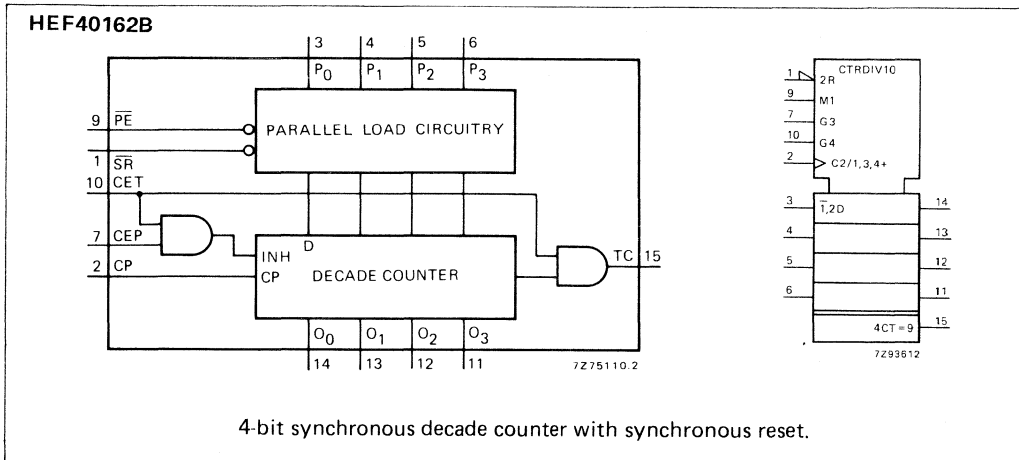 HEF40162B
3 4 5 6
P0 P1 P2 P3
9 PE
PARALLEL LOAD CIRCUITRY
1 SR
10 CET
7 CEP
2 CP
D
INH
CP
DECADE COUNTER
TC 15
O0 O1 O2 O3
14 13 12 11
7Z75110.2
CTRDIV10
1 2R
9 M1
7 G3
10 G4
2 C2/1,3,4+
3 1,2D 14
4 13
5 12
6 11
4CT=9 15
7Z93612
4-bit synchronous decade counter with synchronous reset.